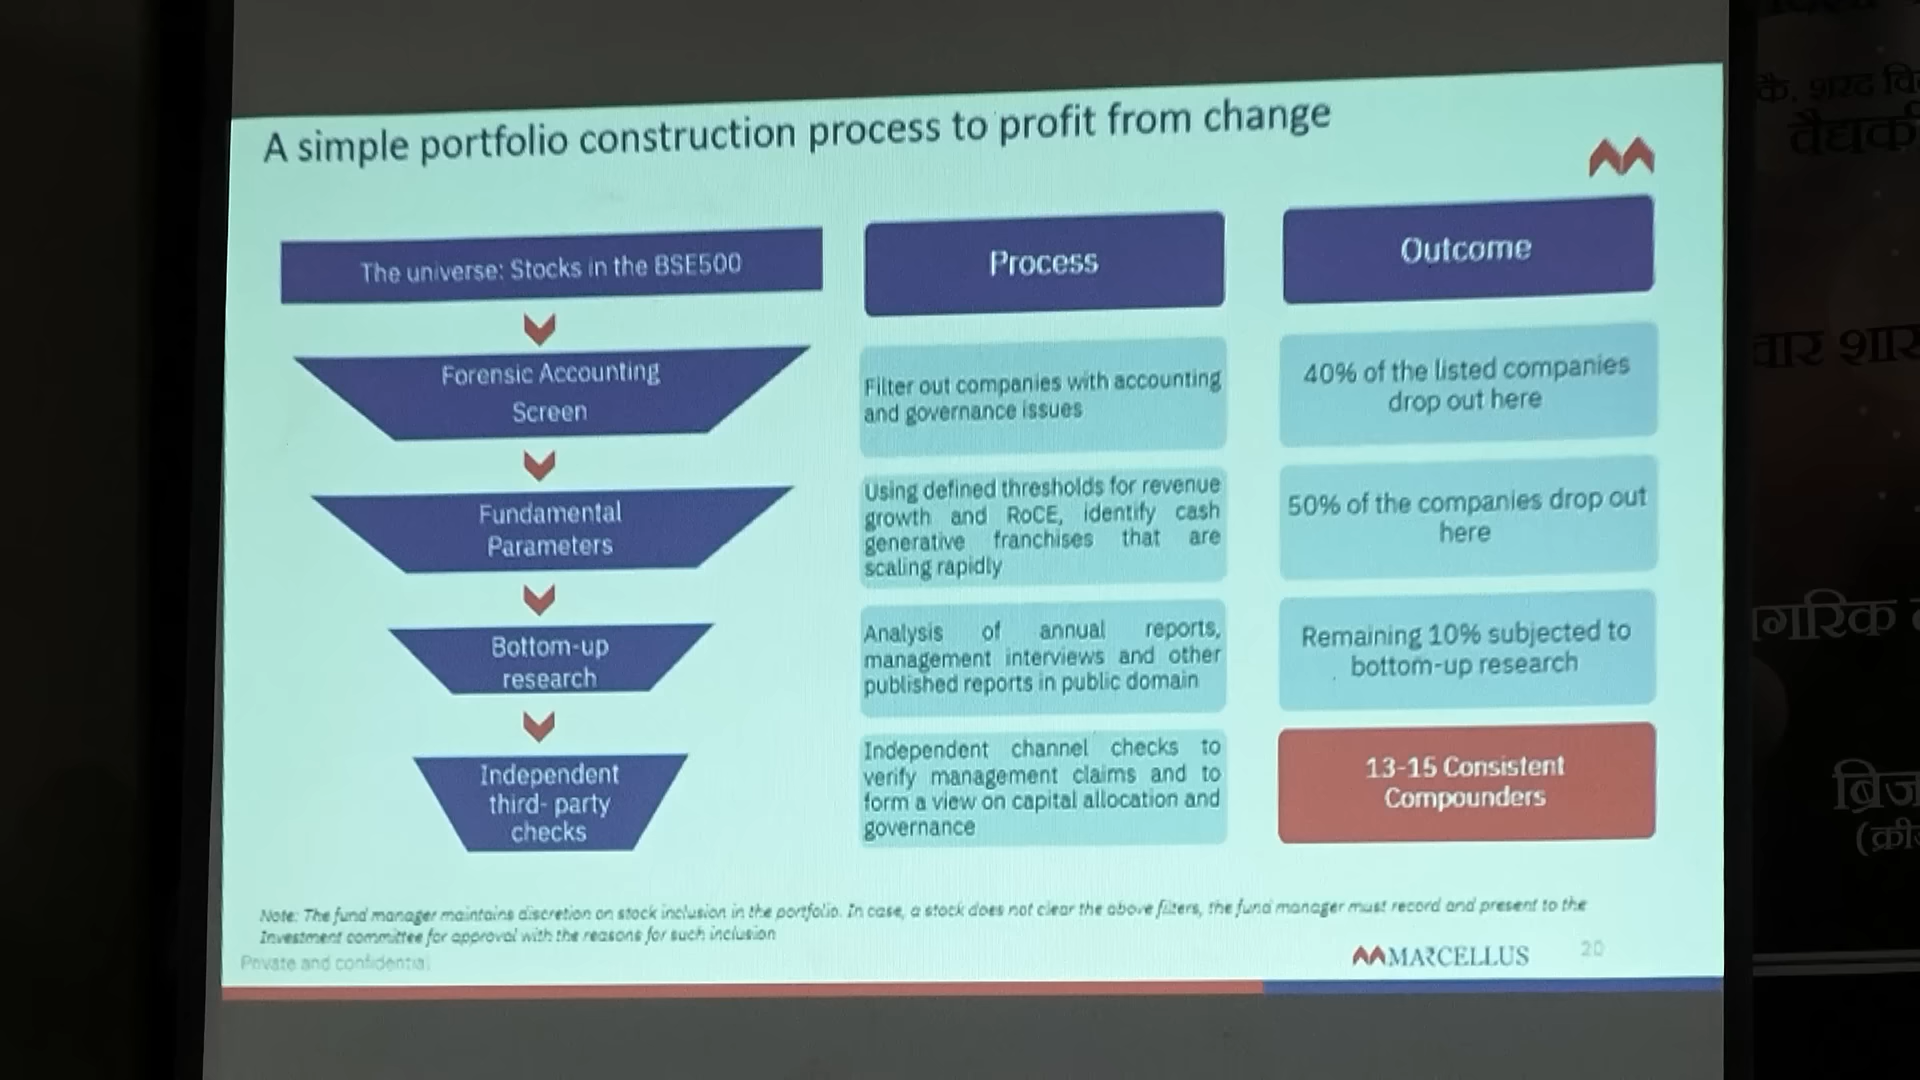 A simple portfolio construction process to profit from change
The universe: Stocks in the BSE500
Process
Outcome
Forensic Accounting
Screen
Filter out companies with accounting
and governance issues
40% of the listed companies
drop out here
Fundamental
Parameters
Using defined thresholds for revenue
growth and RoCE, identify cash
generative franchises that are
scaling rapidly
50% of the companies drop out
here
Bottom-up
research
Analysis of annual reports,
management interviews and other
published reports in public domain
Remaining 10% subjected to
bottom-up research
Independent
third- party
checks
Independent channel checks to
verify management claims and to
form a view on capital allocation and
governance
13-15 Consistent
Compounders
Note: The fund manager maintains discretion on stock inclusion in the portfolio. In case, a stock does not clear the above filters, the fund manager must record and present to the
Investment committee for approval with the reasons for such inclusion
Private and confidential
MARCELLUS
20
कै. शरद
वैद्यकी
वार